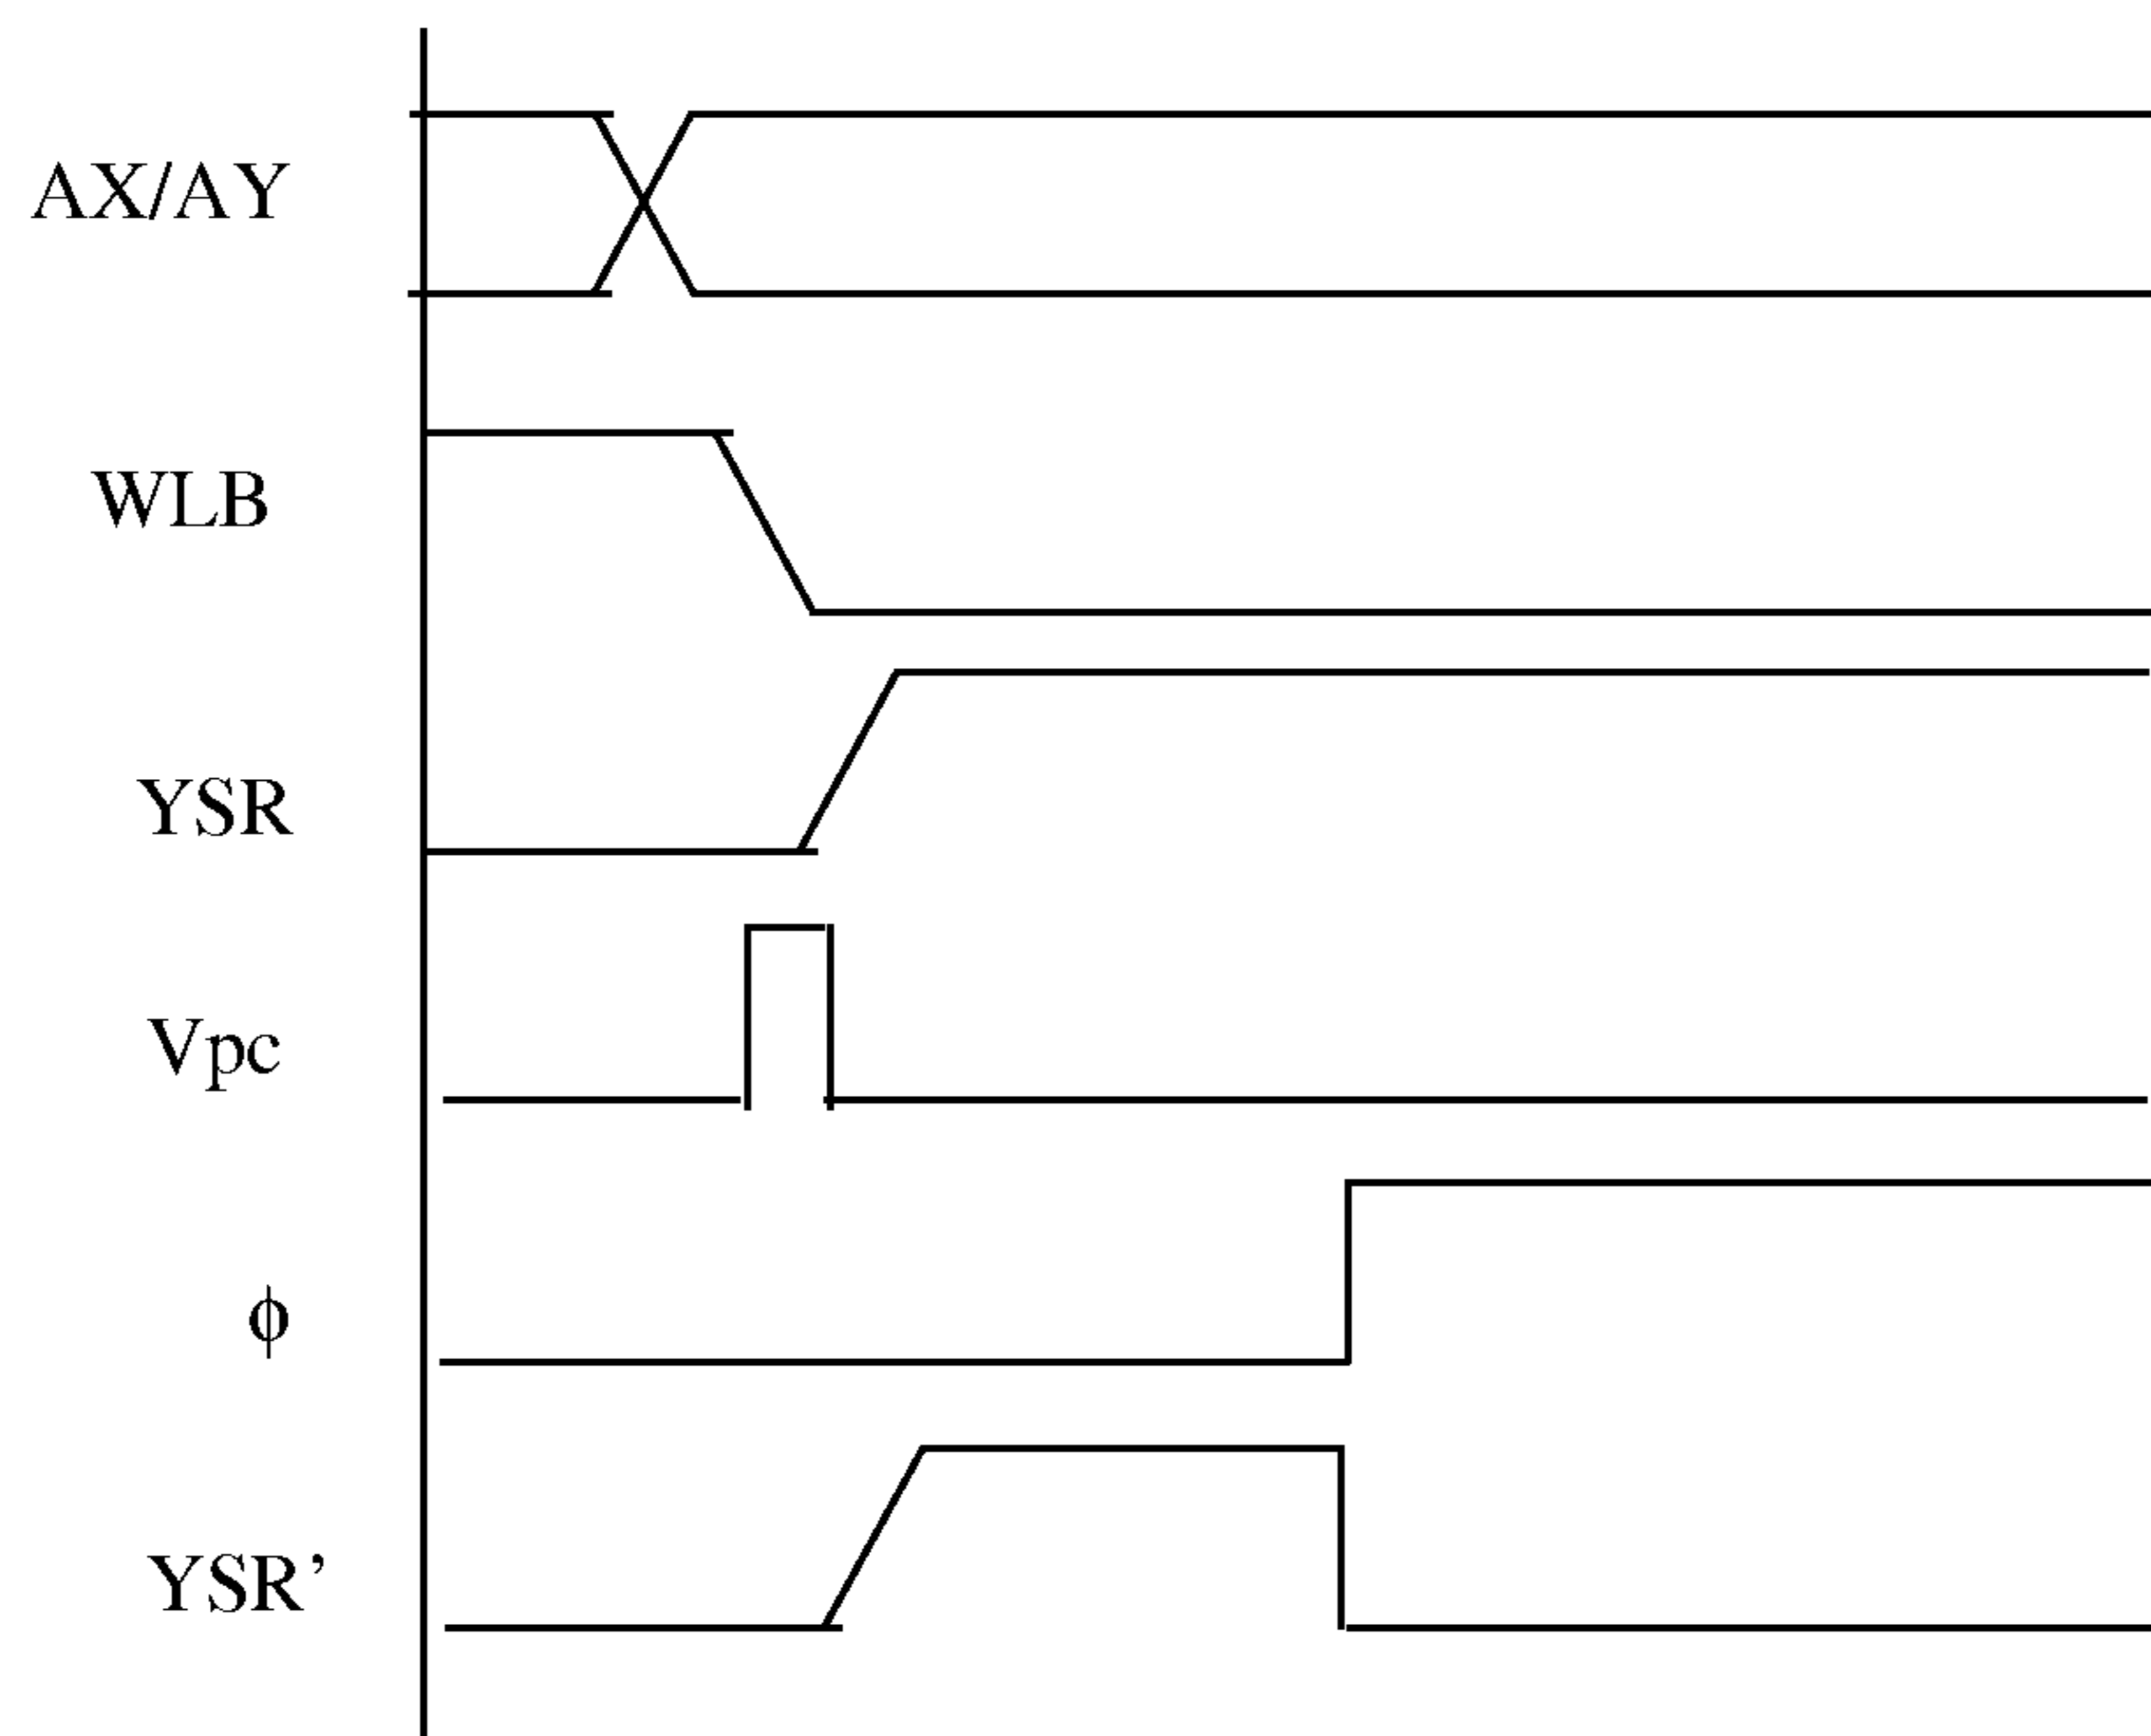 AX/AY
WLB
YSR
Vpc
ϕ
YSR’